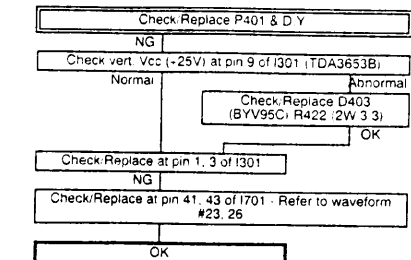 Check/Replace P401 & D.Y
NG
Check vert. Vcc (+25V) at pin 9 of I301 (TDA3653B)
Normal
Abnormal
Check/Replace D403
(BYV95C) R422 (2W 3.3)
OK
Check/Replace at pin 1, 3 of I301
NG
Check/Replace at pin 41, 43 of I701 - Refer to waveform
#23, 26
OK